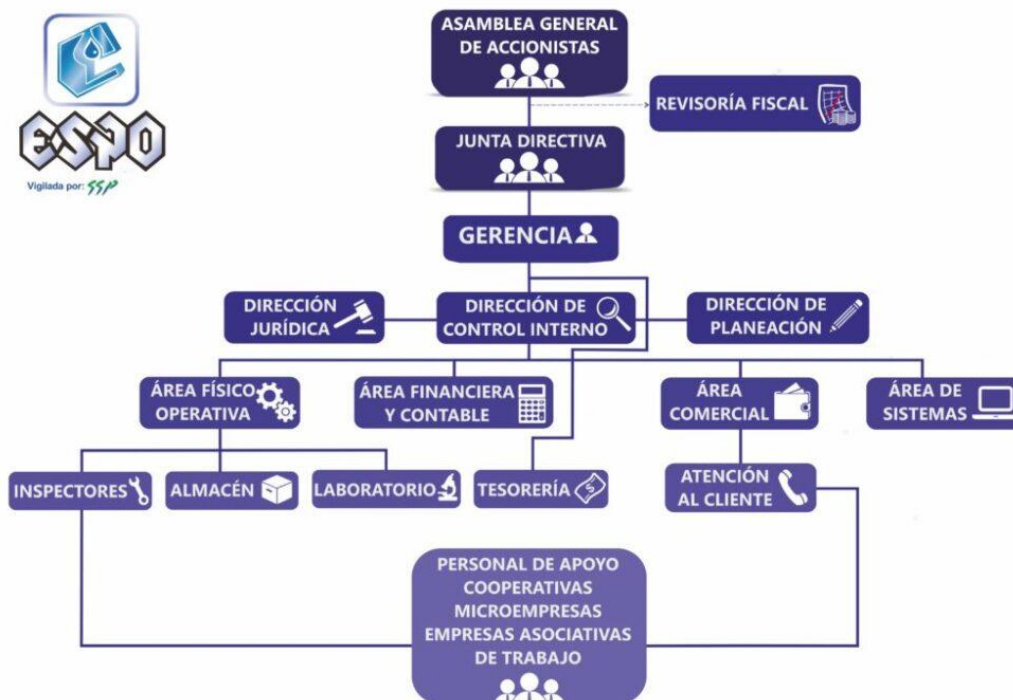 ASAMBLEA GENERAL
DE ACCIONISTAS
ESPO
Vigilada por: SSP
REVISORÍA FISCAL
JUNTA DIRECTIVA
GERENCIA
DIRECCIÓN
JURÍDICA
DIRECCIÓN DE
CONTROL INTERNO
DIRECCIÓN DE
PLANEACIÓN
ÁREA FÍSICO
OPERATIVA
ÁREA FINANCIERA
Y CONTABLE
ÁREA
COMERCIAL
ÁREA DE
SISTEMAS
INSPECTORES
ALMACÉN
LABORATORIO
TESORERÍA
ATENCIÓN
AL CLIENTE
PERSONAL DE APOYO
COOPERATIVAS
MICROEMPRESAS
EMPRESAS ASOCIATIVAS
DE TRABAJO